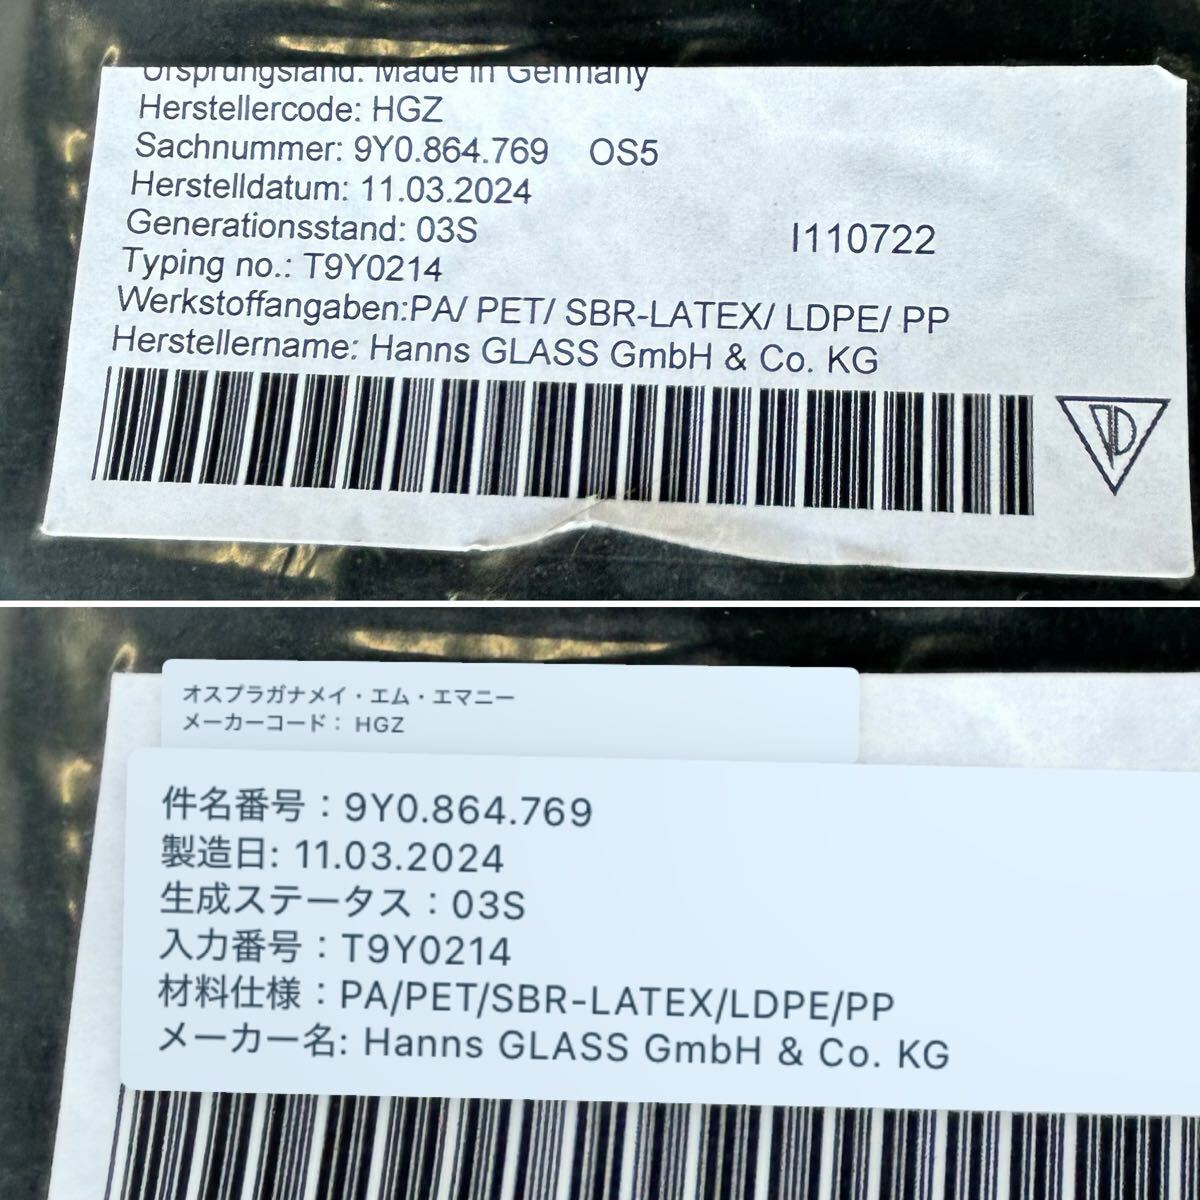 Ursprungsland: Made in Germany
Herstellercode: HGZ
Sachnummer: 9Y0.864.769 OS5
Herstelldatum: 11.03.2024
Generationsstand: 03S
I110722
Typing no.: T9Y0214
Werkstoffangaben:PA/ PET/ SBR-LATEX/ LDPE/ PP
Herstellername: Hanns GLASS GmbH & Co. KG
オスプラガナメイ・エム・エマニー
メーカーコード： HGZ
件名番号：9Y0.864.769
製造日: 11.03.2024
生成ステータス：03S
入力番号：T9Y0214
材料仕様：PA/PET/SBR-LATEX/LDPE/PP
メーカー名: Hanns GLASS GmbH & Co. KG